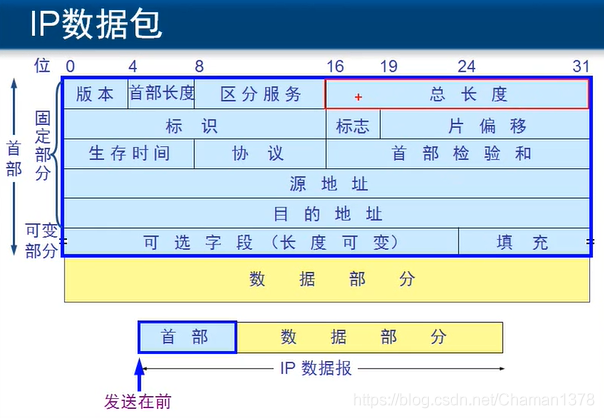 IP数据包
位 0 4 8 16 19 24 31
版本 首部长度 区分服务 总长度
标识 标志 片偏移
生存时间 协议 首部检验和
源地址
目的地址
可选字段（长度可变） 填充
数据部分
首部
固定部分
可变部分
首部 数据部分
IP 数据报
发送在前
https://blog.csdn.net/Chaman1378